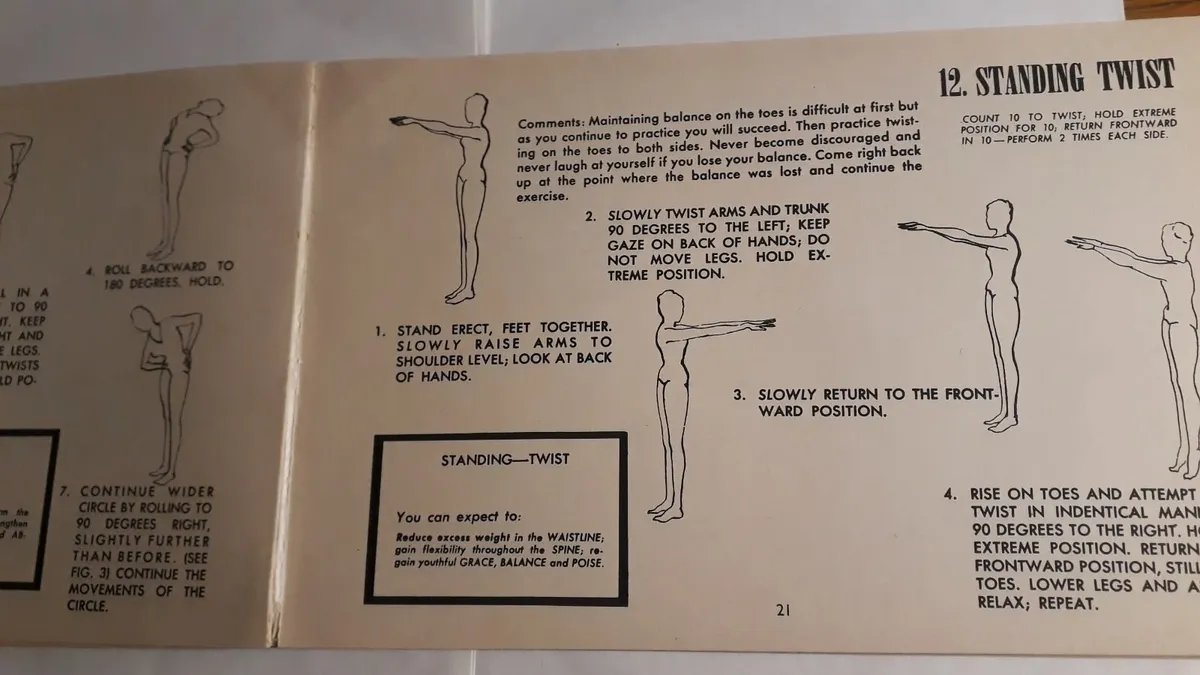 4. ROLL BACKWARD TO
180 DEGREES. HOLD.
IN A
TO 90
KEEP
AND
LEGS.
TWISTS
PO-
7. CONTINUE WIDER
CIRCLE BY ROLLING TO
90 DEGREES RIGHT,
SLIGHTLY FURTHER
THAN BEFORE. (SEE
FIG. 3) CONTINUE THE
MOVEMENTS OF THE
CIRCLE.
the
12. STANDING TWIST
COUNT 10 TO TWIST; HOLD EXTREME
POSITION FOR 10; RETURN FRONTWARD
IN 10—PERFORM 2 TIMES EACH SIDE.
Comments: Maintaining balance on the toes is difficult at first but
as you continue to practice you will succeed. Then practice twist-
ing on the toes to both sides. Never become discouraged and
never laugh at yourself if you lose your balance. Come right back
up at the point where the balance was lost and continue the
exercise.
1. STAND ERECT, FEET TOGETHER.
SLOWLY RAISE ARMS TO
SHOULDER LEVEL; LOOK AT BACK
OF HANDS.
2. SLOWLY TWIST ARMS AND TRUNK
90 DEGREES TO THE LEFT; KEEP
GAZE ON BACK OF HANDS; DO
NOT MOVE LEGS. HOLD EX-
TREME POSITION.
3. SLOWLY RETURN TO THE FRONT-
WARD POSITION.
4. RISE ON TOES AND ATTEMPT
TWIST IN INDENTICAL
90 DEGREES TO THE RIGHT.
EXTREME POSITION. RETURN
FRONTWARD POSITION, STILL
TOES. LOWER LEGS AND
RELAX; REPEAT.
STANDING—TWIST
You can expect to:
Reduce excess weight in the WAISTLINE;
gain flexibility throughout the SPINE; re-
gain youthful GRACE, BALANCE and POISE.
21